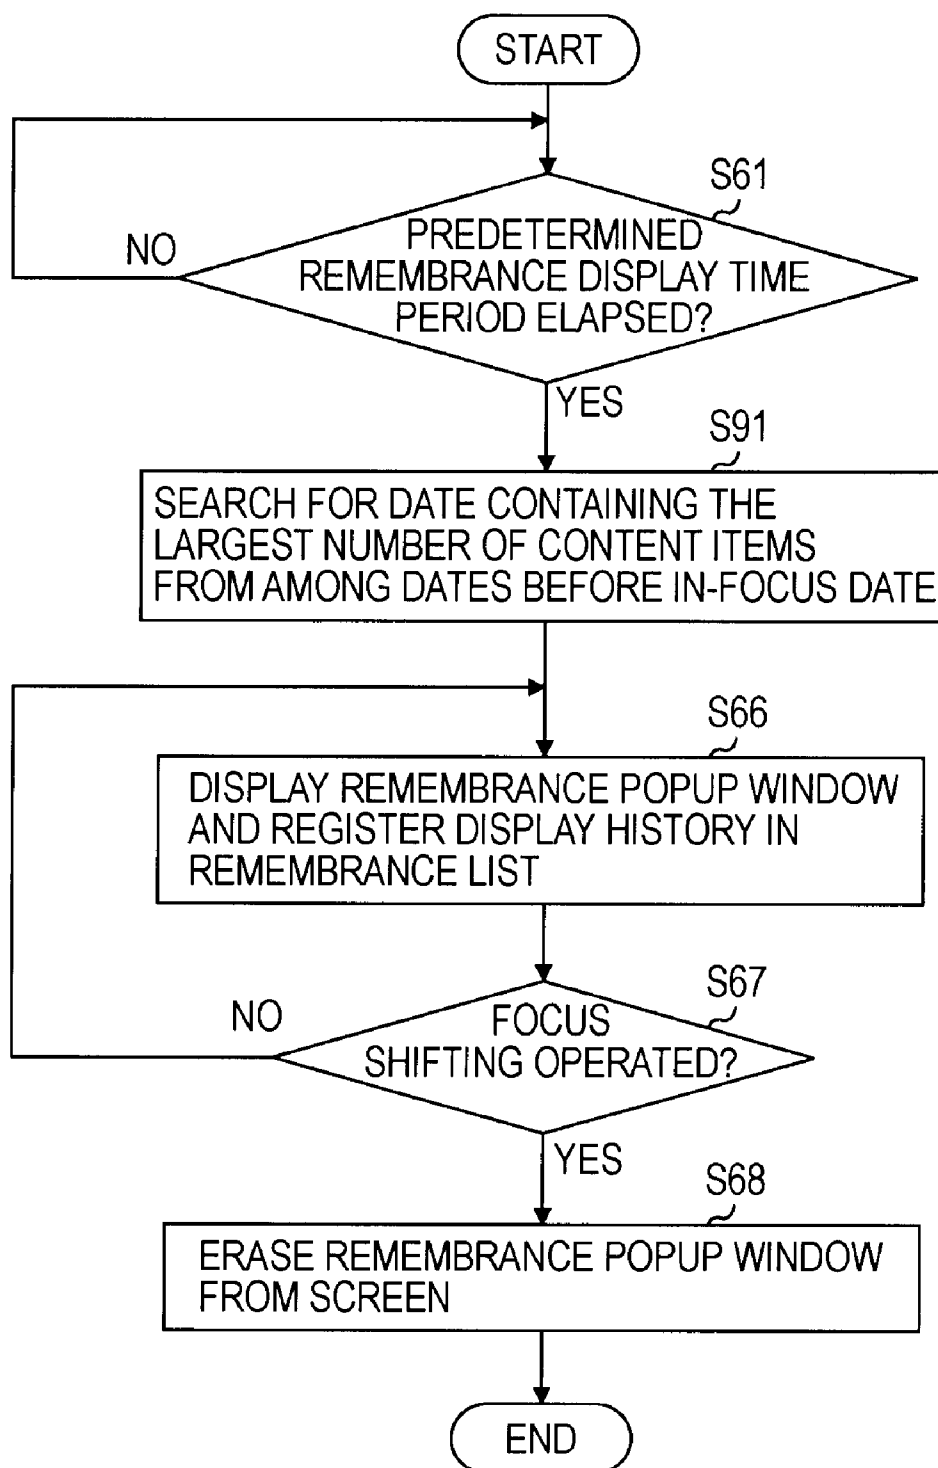 START
S61
PREDETERMINED
REMEMBRANCE DISPLAY TIME
PERIOD ELAPSED?
NO
YES
S91
SEARCH FOR DATE CONTAINING THE
LARGEST NUMBER OF CONTENT ITEMS
FROM AMONG DATES BEFORE IN-FOCUS DATE
S66
DISPLAY REMEMBRANCE POPUP WINDOW
AND REGISTER DISPLAY HISTORY IN
REMEMBRANCE LIST
S67
FOCUS
SHIFTING OPERATED?
NO
YES
S68
ERASE REMEMBRANCE POPUP WINDOW
FROM SCREEN
END